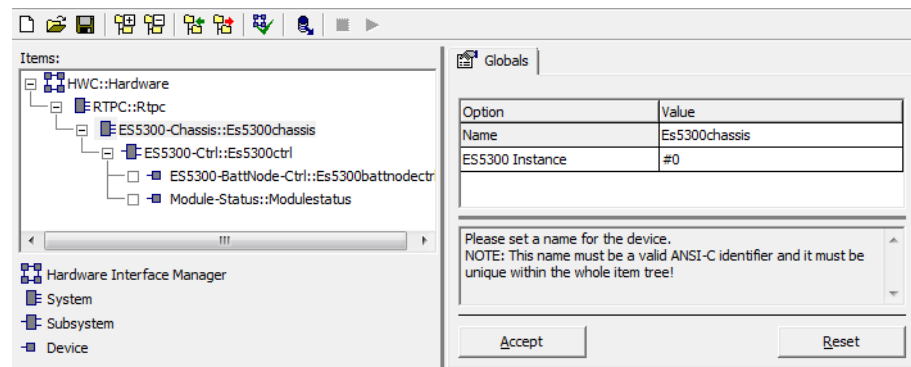 Items:
HWC::Hardware
RTPC::Rtpc
ES5300-Chassis::Es5300chassis
ES5300-Ctrl::Es5300ctrl
ES5300-BattNode-Ctrl::Es5300battnodectrl
Module-Status::Modulestatus
Hardware Interface Manager
System
Subsystem
Device
Globals
Option Value
Name Es5300chassis
ES5300 Instance #0
Please set a name for the device.
NOTE: This name must be a valid ANSI-C identifier and it must be
unique within the whole item tree!
Accept Reset